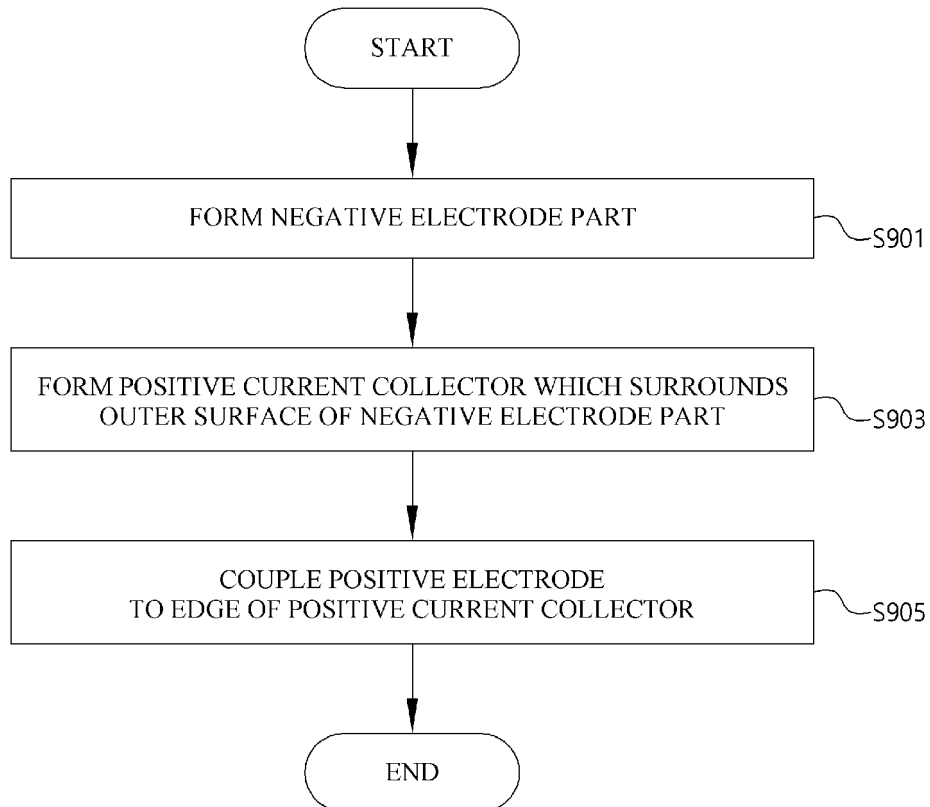 START
FORM NEGATIVE ELECTRODE PART
S901
FORM POSITIVE CURRENT COLLECTOR WHICH SURROUNDS
OUTER SURFACE OF NEGATIVE ELECTRODE PART
S903
COUPLE POSITIVE ELECTRODE
TO EDGE OF POSITIVE CURRENT COLLECTOR
S905
END